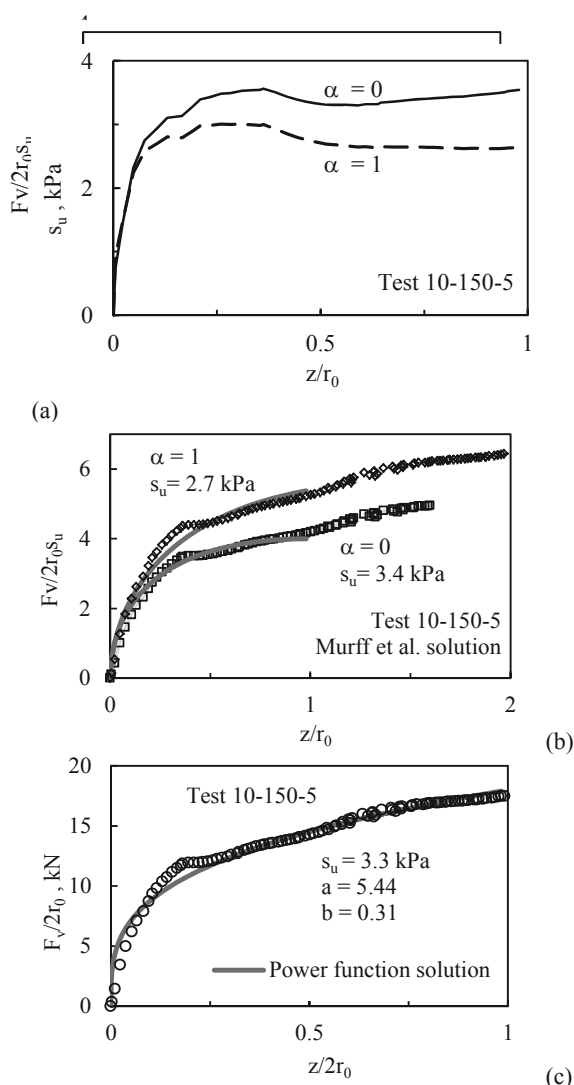 4
α = 0
3
Fv/2r₀sᵤ
sᵤ , kPa
2
α = 1
Test 10-150-5
0
0 0.5 1
z/r₀
(a)
α = 1
6
sᵤ= 2.7 kPa
4
Fv/2r₀sᵤ
α = 0
sᵤ= 3.4 kPa
2
Test 10-150-5
Murff et al. solution
0
0 1 2
z/r₀
(b)
20
Test 10-150-5
15
sᵤ = 3.3 kPa
a = 5.44
Fᵥ/2r₀ , kN
10
b = 0.31
5
Power function solution
0
0 0.5 1
z/2r₀
(c)